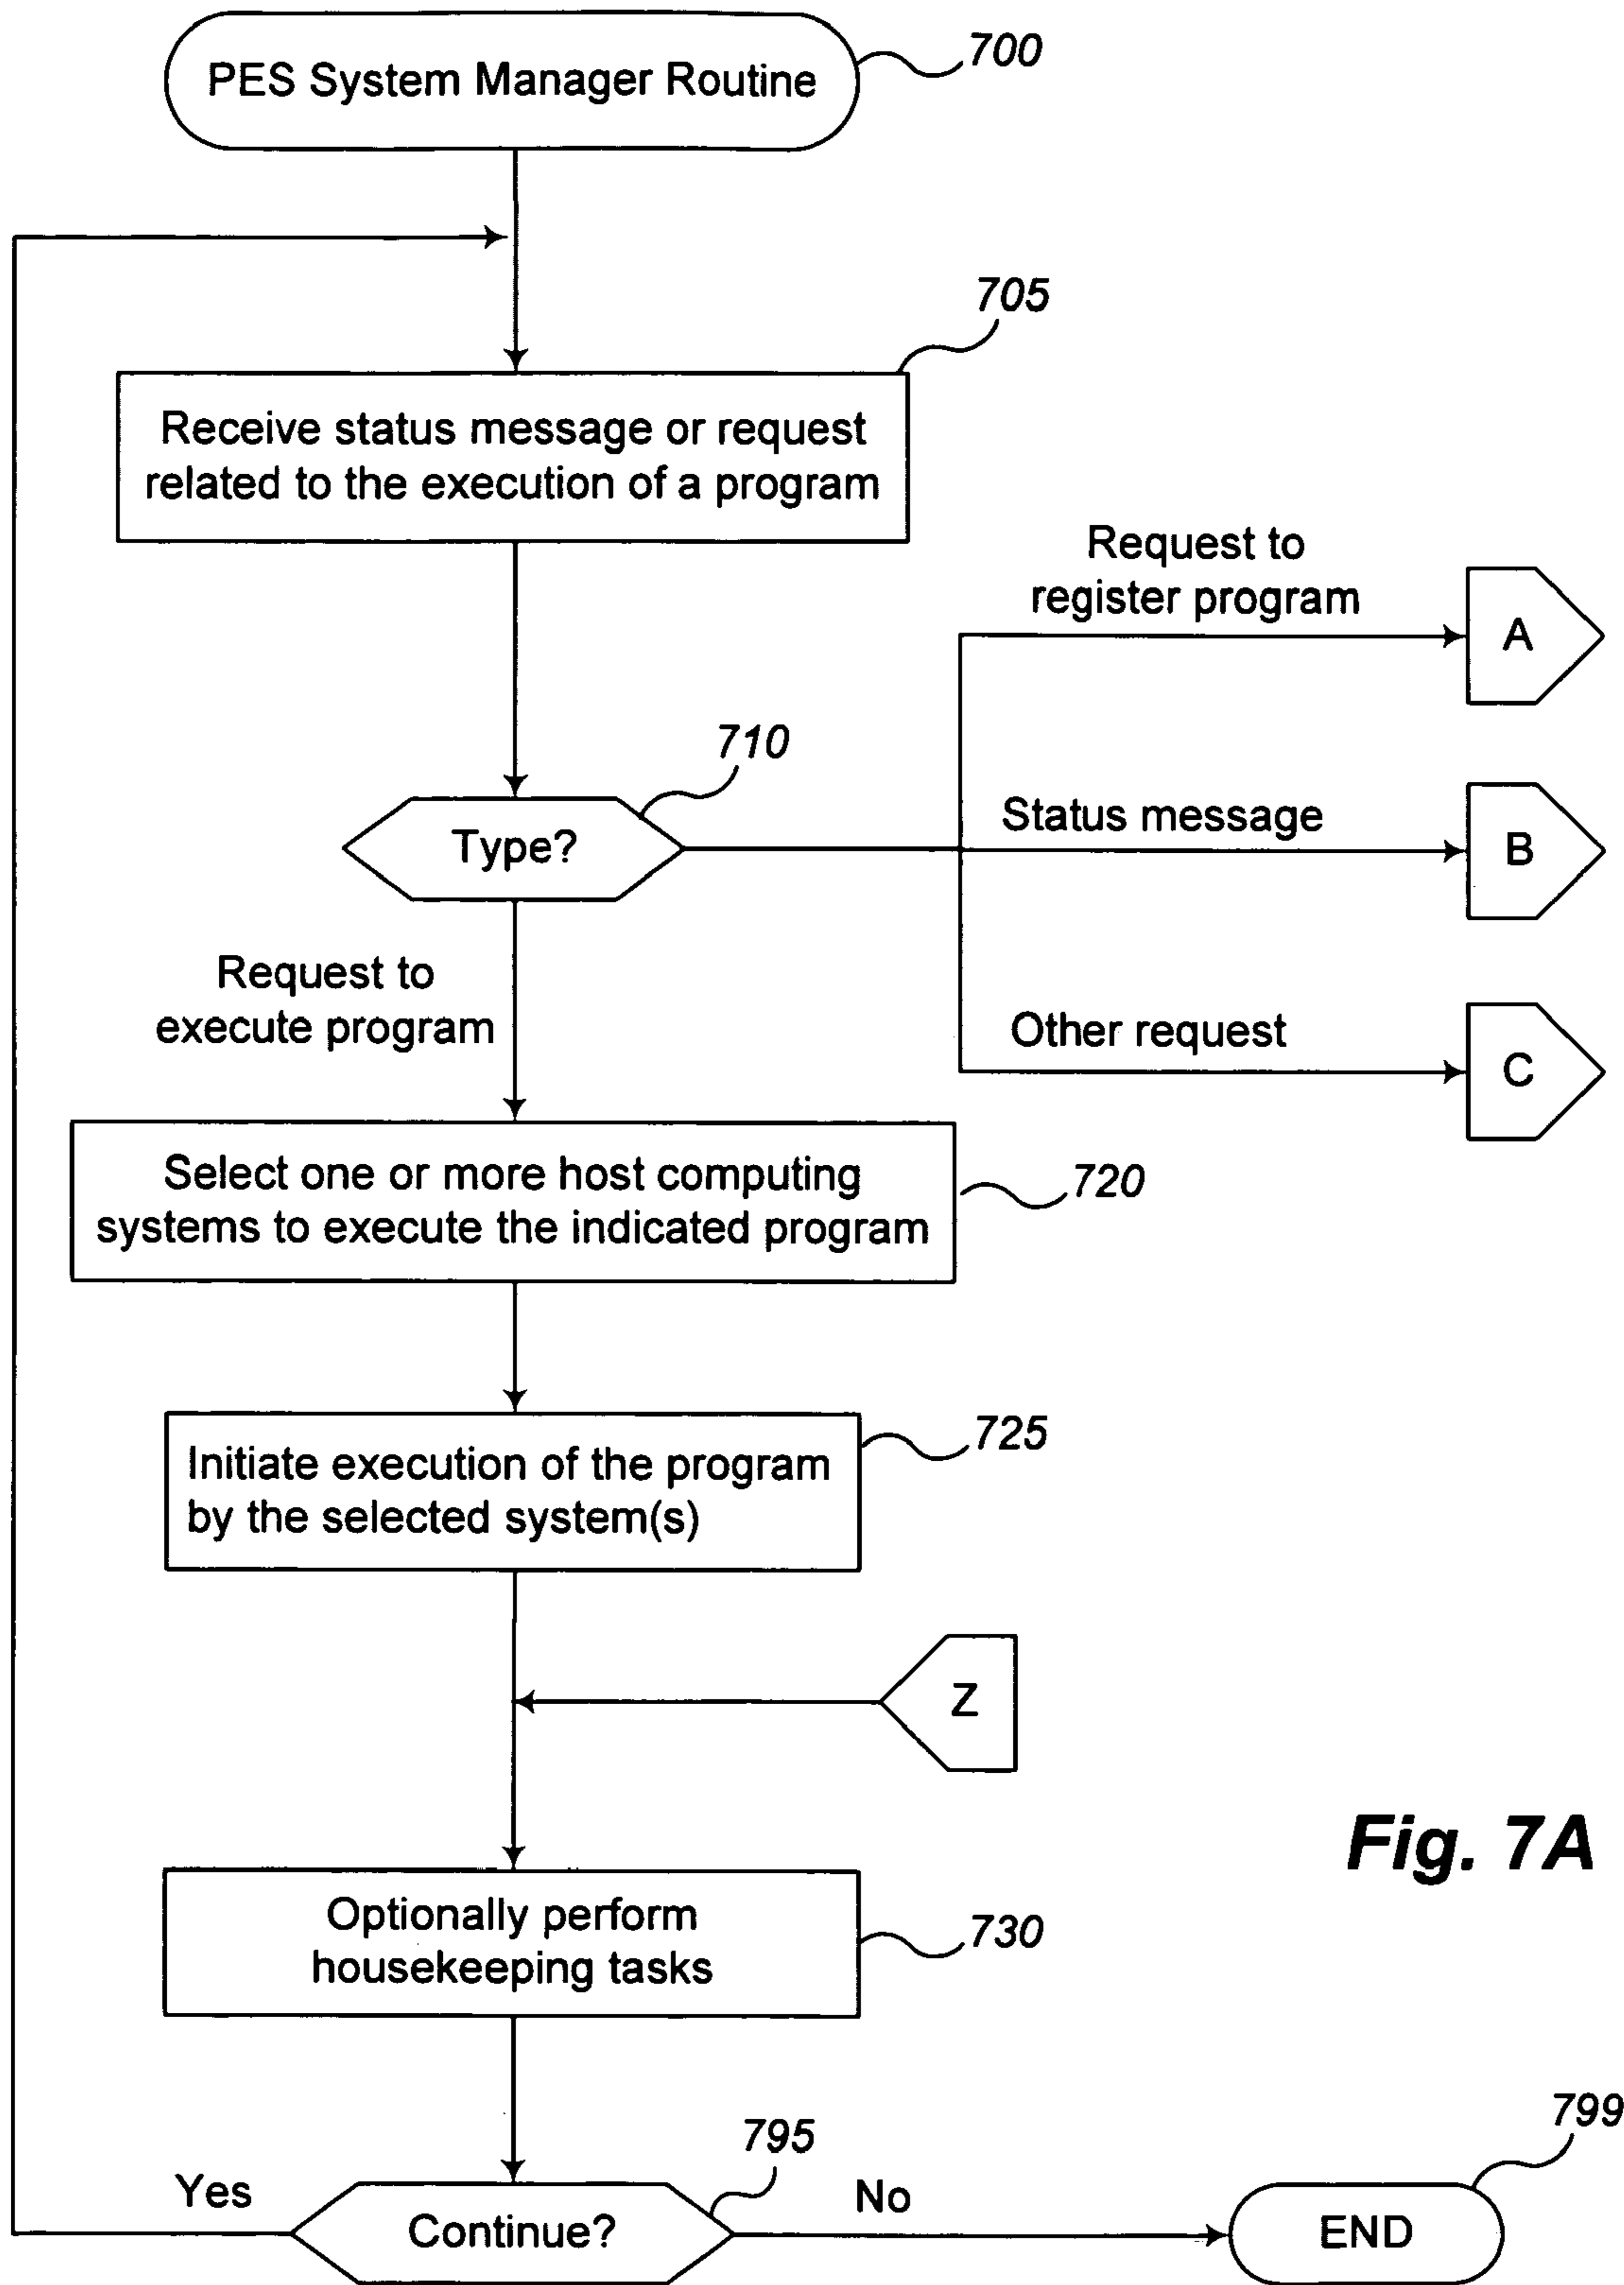 PES System Manager Routine
700
705
Receive status message or request
related to the execution of a program
Request to
register program
A
710
Type?
Status message
B
Request to
execute program
Other request
C
Select one or more host computing
systems to execute the indicated program
720
725
Initiate execution of the program
by the selected system(s)
Z
Fig. 7A
Optionally perform
housekeeping tasks
730
795
799
Yes
Continue?
No
END